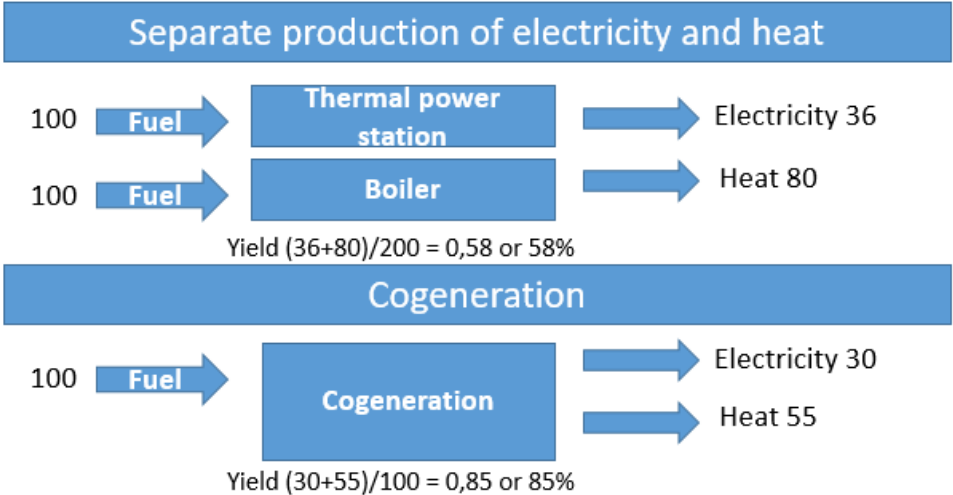 Separate production of electricity and heat
100 Fuel Thermal power station Electricity 36
100 Fuel Boiler Heat 80
Yield (36+80)/200 = 0,58 or 58%
Cogeneration
100 Fuel Cogeneration Electricity 30
Heat 55
Yield (30+55)/100 = 0,85 or 85%